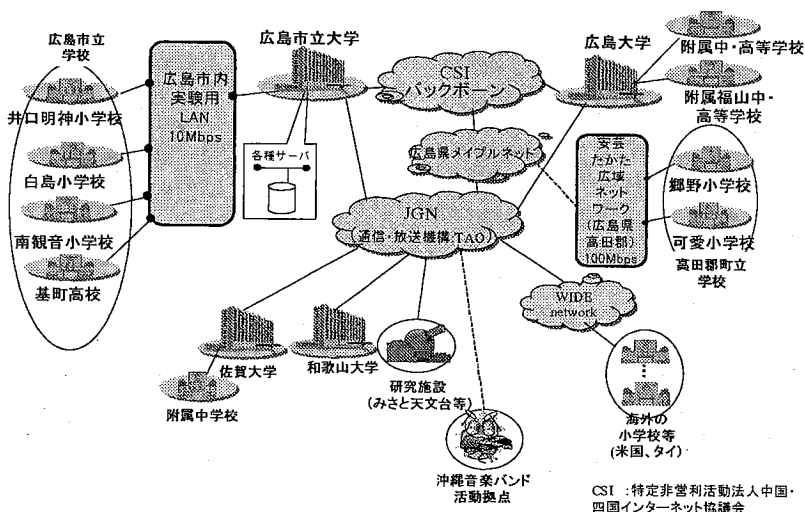 広島市立
学校
井口明神小学校
白島小学校
南観音小学校
基町高校
広島市内
実験用
LAN
10Mbps
広島市立大学
各種サーバ
CSI
バックボーン
広島県メイプルネット
JGN
(通信・放送機構:TAO)
広島大学
附属中・高等学校
附属福山中・
高等学校
安芸
たかた
広域
ネット
ワーク
(広島県
高田郡)
100Mbps
郷野小学校
可愛小学校
高田郡町立
学校
WIDE
network
海外の
小学校等
(米国、タイ)
佐賀大学
附属中学校
和歌山大学
研究施設
(みさと天文台等)
沖縄音楽バンド
活動拠点
CSI :特定非営利活動法人中国・
四国インターネット協議会